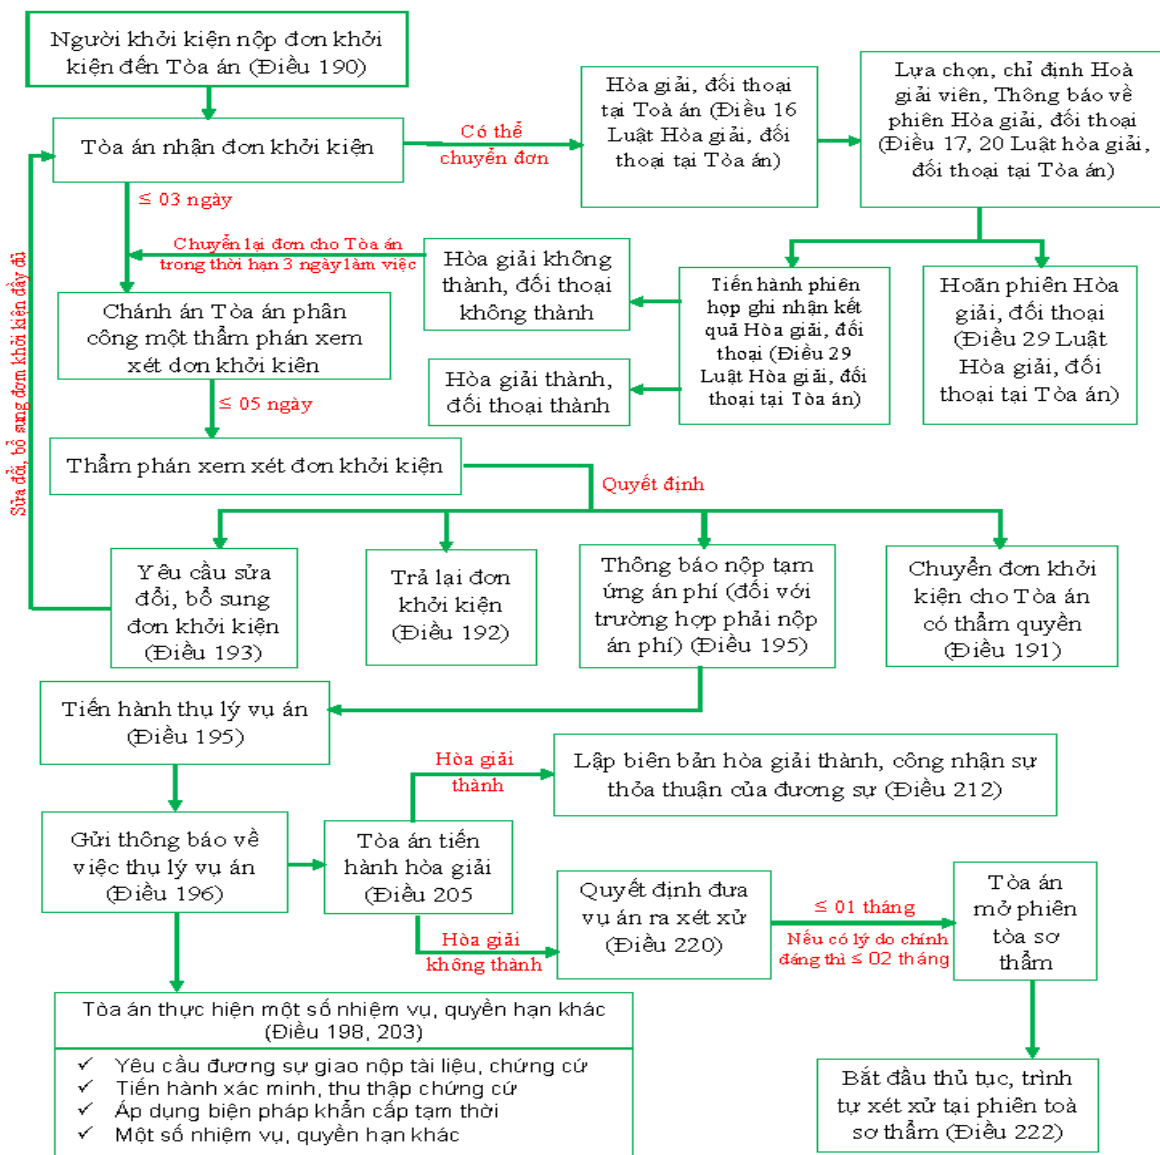 Người khởi kiện nộp đơn khởi
kiện đến Tòa án (Điều 190)
Tòa án nhận đơn khởi kiện
Có thể
chuyển đơn
Hòa giải, đối thoại
tại Toà án (Điều 16
Luật Hòa giải, đối
thoại tại Tòa án)
Lựa chọn, chỉ định Hoà
giải viên, Thông báo về
phiên Hòa giải, đối thoại
(Điều 17, 20 Luật hòa giải,
đối thoại tại Tòa án)
≤ 03 ngày
Chuyển lại đơn cho Tòa án
trong thời hạn 3 ngày làm việc
Hòa giải không
thành, đối thoại
không thành
Tiến hành phiên
họp ghi nhận kết
quả Hòa giải, đối
thoại (Điều 29
Luật Hòa giải, đối
thoại tại Tòa án)
Hoãn phiên Hòa
giải, đối thoại
(Điều 29 Luật
Hòa giải, đối
thoại tại Tòa án)
Chánh án Tòa án phân
công một thẩm phán xem
xét dơn khởi kiên
Hòa giải thành,
đối thoại thành
≤ 05 ngày
Sửa đổi, bổ sung đơm khởi kiện đầy đủ
Thẩm phán xem xét đơn khởi kiện
Quyết định
Yêu cầu sửa
đổi, bổ sung
đơn khởi kiện
(Điều 193)
Trả lại đơn
khởi kiện
(Điều 192)
Thông báo nộp tạm
ứng án phí (đối với
trường hợp phải nộp
án phí) (Điều 195)
Chuyển đơn khởi
kiện cho Tòa án
có thẩm quyền
(Điều 191)
Tiến hành thụ lý vụ án
(Điều 195)
Hòa giải
thành
Lập biên bản hòa giải thành, công nhận sự
thỏa thuận của đương sự (Điều 212)
Gửi thông báo về
việc thụ lý vụ án
(Điều 196)
Tòa án tiến
hành hòa giải
(Điều 205
Hòa giải
không thành
Quyết định đưa
vụ án ra xét xử
(Điều 220)
≤ 01 tháng
Nếu có lý do chính
đáng thì ≤ 02 tháng
Tòa án
mở phiên
tòa sơ
thẩm
Tòa án thực hiện một số nhiệm vụ, quyền hạn khác
(Điều 198, 203)
✓ Yêu cầu đương sự giao nộp tài liệu, chứng cứ
✓ Tiến hành xác minh, thu thập chứng cứ
✓ Áp dụng biện pháp khẩn cấp tạm thời
✓ Một số nhiệm vụ, quyền hạn khác
Bắt đầu thủ tục, trình
tự xét xử tại phiên toà
sơ thẩm (Điều 222)